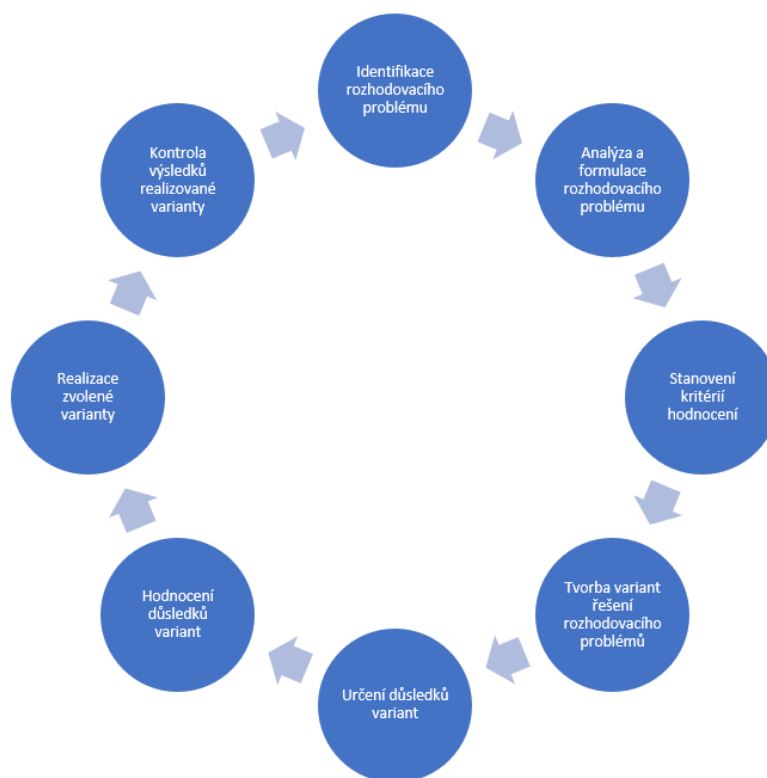 Identifikace
rozhodovacího
problému
Analýza a
formulace
rozhodovacího
problému
Stanovení
kritérií
hodnocení
Tvorba variant
řešení
rozhodovacího
problémů
Určení důsledků
variant
Hodnocení
důsledků
variant
Realizace
zvolené
varianty
Kontrola
výsledků
realizované
varianty